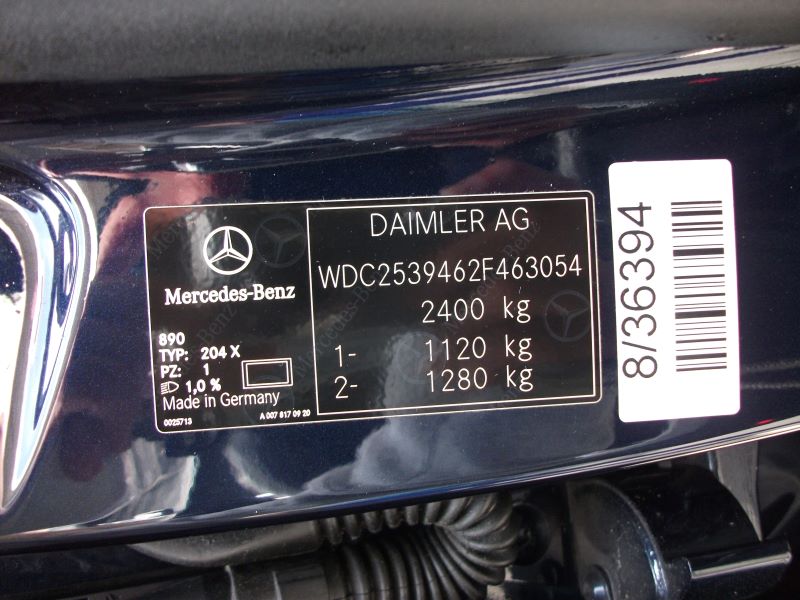 Mercedes-Benz
890
TYP: 204 X
PZ: 1
1,0 %
Made in Germany
0025713
A 007 817 09 20
DAIMLER AG
WDC2539462F463054
2400 kg
1- 1120 kg
2- 1280 kg
8/36394